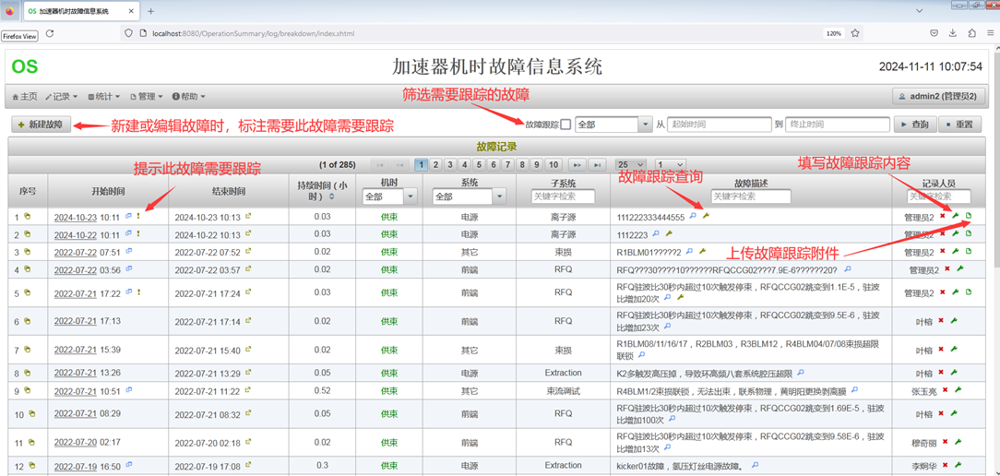 OS 加速器机时故障信息系统
Firefox View
localhost:8080/OperationSummary/log/breakdown/index.xhtml
120%
OS
加速器机时故障信息系统
2024-11-11 10:07:54
主页 记录 统计 管理 帮助
筛选需要跟踪的故障
admin2 (管理员2)
新建故障
新建或编辑故障时，标注需要此故障需要跟踪
故障跟踪 全部 从 起始时间 到 终止时间 查询 重置
故障记录
(1 of 285) 1 2 3 4 5 6 7 8 9 10 25 1
提示此故障需要跟踪
故障跟踪查询
填写故障跟踪内容
序号 开始时间 结束时间 持续时间（小时） 机时 系统 子系统 故障描述 记录人员
全部 全部 关键字检索 关键字检索 关键字检索
1 2024-10-23 10:11 ! 2024-10-23 10:13 0.03 供束 电源 离子源 111222333444555 管理员2
2 2024-10-22 10:11 ! 2024-10-22 10:13 0.03 供束 电源 离子源 1112223 管理员2
上传故障跟踪附件
3 2022-07-22 07:51 2022-07-22 07:52 0.02 供束 其它 束损 R1BLM01?????2 管理员2
4 2022-07-22 03:56 2022-07-22 03:57 0.02 供束 前端 RFQ RFQ???30????10??????RFQCCG02???7.9E-6??????20? 管理员2
5 2022-07-21 17:22 ! 2022-07-21 17:24 0.03 供束 前端 RFQ RFQ驻波比30秒内超过10次触发停束，RFQCCG02跳变到1.1E-5，驻波
比增加20次 管理员2
6 2022-07-21 17:13 2022-07-21 17:14 0.02 供束 前端 RFQ RFQ驻波比30秒内超过10次触发停束，RFQCCG02跳变到9.5E-6，驻波
比增加23次 叶榕
7 2022-07-21 15:39 2022-07-21 15:40 0.02 供束 其它 束损 R1BLM08/11/16/17，R2BLM03，R3BLM12，R4BLM04/07/08束损超限
联锁 叶榕
8 2022-07-21 13:26 2022-07-21 13:29 0.05 供束 电源 Extraction K2多触发高压掉，导致环高频八套系统腔压超限 叶榕
9 2022-07-21 10:51 2022-07-21 11:22 0.52 供束 其它 束流调试 R4BLM1/2束损联锁，无法出束，联系物理，黄明阳更换剥离膜 张玉亮
10 2022-07-21 08:29 2022-07-21 08:32 0.05 供束 前端 RFQ RFQ驻波比30秒内超过10次触发停束，RFQCCG02跳变到1.69E-5，驻波
比增加100次 叶榕
11 2022-07-20 02:17 2022-07-20 02:18 0.02 供束 前端 RFQ RFQ驻波比30秒内超过10次触发停束，RFQCCG02跳变到9.58E-6，驻波
比增加13次 穆奇丽
12 2022-07-19 16:50 2022-07-19 17:08 0.3 供束 电源 Extraction kicker01故障，氢压灯丝电源故障。 李炯华